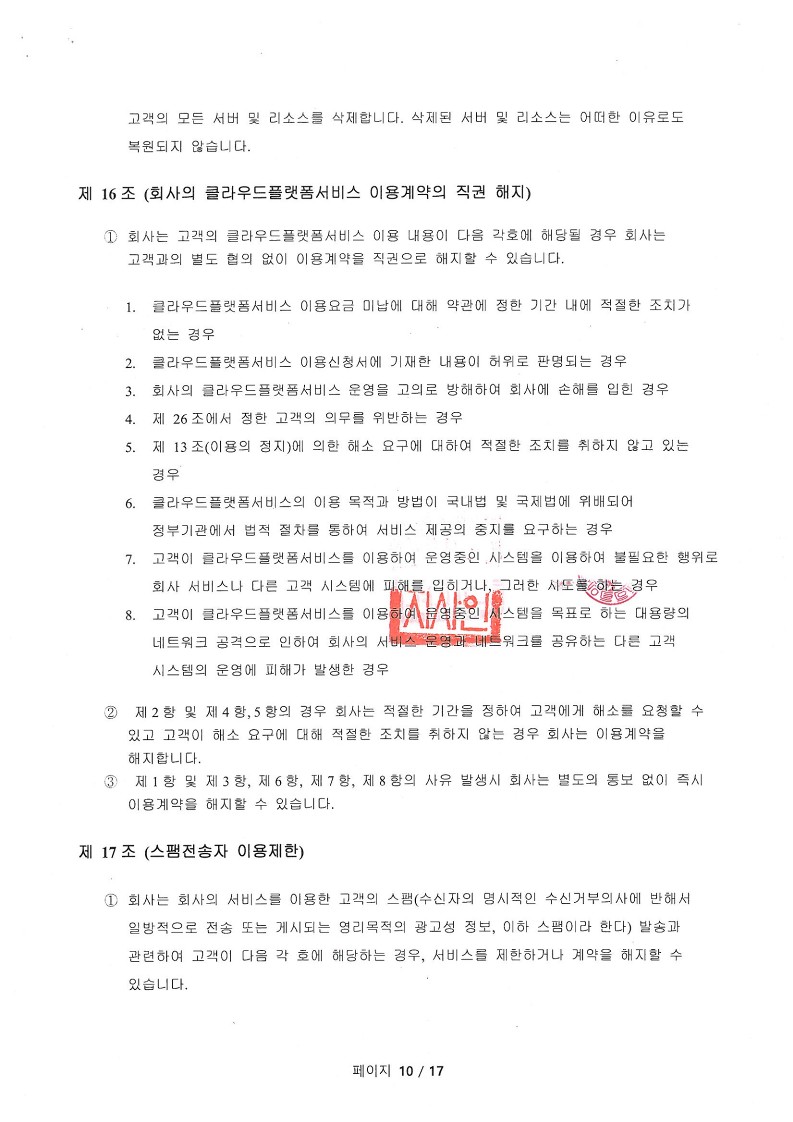 고객의 모든 서버 및 리소스를 삭제합니다. 삭제된 서버 및 리소스는 어떠한 이유로도
복원되지 않습니다.
제 16 조 (회사의 클라우드플랫폼서비스 이용계약의 직권 해지)
① 회사는 고객의 클라우드플랫폼서비스 이용 내용이 다음 각호에 해당될 경우 회사는
고객과의 별도 협의 없이 이용계약을 직권으로 해지할 수 있습니다.
1. 클라우드플랫폼서비스 이용요금 미납에 대해 약관에 정한 기간 내에 적절한 조치가
없는 경우
2. 클라우드플랫폼서비스 이용신청서에 기재한 내용이 허위로 판명되는 경우
3. 회사의 클라우드플랫폼서비스 운영을 고의로 방해하여 회사에 손해를 입힌 경우
4. 제 26 조에서 정한 고객의 의무를 위반하는 경우
5. 제 13 조(이용의 정지)에 의한 해소 요구에 대하여 적절한 조치를 취하지 않고 있는
경우
6. 클라우드플랫폼서비스의 이용 목적과 방법이 국내법 및 국제법에 위배되어
정부기관에서 법적 절차를 통하여 서비스 제공의 중지를 요구하는 경우
7. 고객이 클라우드플랫폼서비스를 이용하여 운영중인 시스템을 이용하여 불필요한 행위로
회사 서비스나 다른 고객 시스템에 피해를 입히거나, 그러한 시도를 하는 경우
8. 고객이 클라우드플랫폼서비스를 이용하여 운영중인 시스템을 목표로 하는 대용량의
네트워크 공격으로 인하여 회사의 서비스 운영과 네트워크를 공유하는 다른 고객
시스템의 운영에 피해가 발생한 경우
② 제 2 항 및 제 4 항, 5 항의 경우 회사는 적절한 기간을 정하여 고객에게 해소를 요청할 수
있고 고객이 해소 요구에 대해 적절한 조치를 취하지 않는 경우 회사는 이용계약을
해지합니다.
③ 제 1 항 및 제 3 항, 제 6 항, 제 7 항, 제 8 항의 사유 발생시 회사는 별도의 통보 없이 즉시
이용계약을 해지할 수 있습니다.
제 17 조 (스팸전송자 이용제한)
① 회사는 회사의 서비스를 이용한 고객의 스팸(수신자의 명시적인 수신거부의사에 반해서
일방적으로 전송 또는 게시되는 영리목적의 광고성 정보, 이하 스팸이라 한다) 발송과
관련하여 고객이 다음 각 호에 해당하는 경우, 서비스를 제한하거나 계약을 해지할 수
있습니다.
페이지 10 / 17